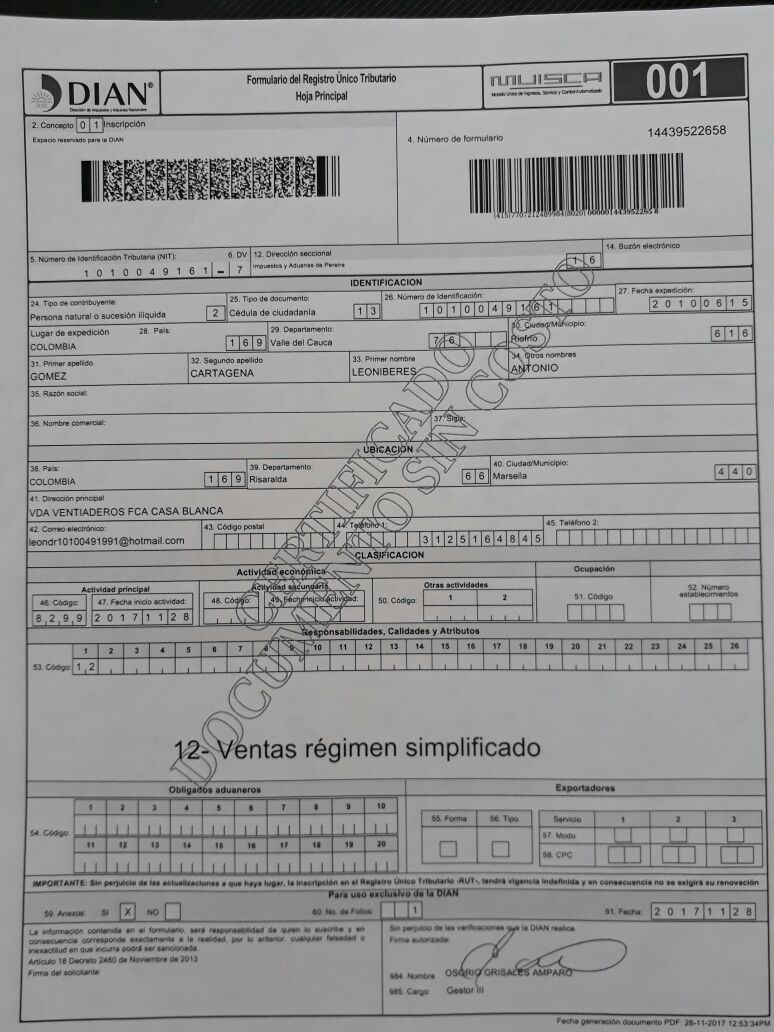 DIAN®
Dirección de Impuestos y Aduanas Nacionales
Formulario del Registro Único Tributario
Hoja Principal
MUISCA
Modelo Único de Ingresos, Servicio y Control Automatizado
001
2. Concepto 0 1 Inscripción
Espacio reservado para la DIAN
4. Número de formulario
14439522658
(415)7707212489984(8020) 000001443952265 8
5. Número de Identificación Tributaria (NIT):
6. DV
12. Dirección seccional
14. Buzón electrónico
1 0 1 0 0 4 9 1 6 1 - 7
Impuestos y Aduanas de Pereira
1 6
IDENTIFICACION
24. Tipo de contribuyente:
25. Tipo de documento:
26. Número de Identificación:
27. Fecha expedición:
Persona natural o sucesión iliquida 2
Cédula de ciudadanía 1 3
1 0 1 0 0 4 9 1 6 1
2 0 1 0 0 6 1 5
Lugar de expedición 28. País:
29. Departamento:
30. Ciudad/Municipio:
COLOMBIA 1 6 9
Valle del Cauca 7 6
Riofrío 6 1 6
31. Primer apellido
32. Segundo apellido
33. Primer nombre
34. Otros nombres
GOMEZ
CARTAGENA
LEONIBERES
ANTONIO
35. Razón social:
36. Nombre comercial:
37. Sigla:
UBICACION
38. País:
39. Departamento:
40. Ciudad/Municipio:
COLOMBIA 1 6 9
Risaralda 6 6
Marsella 4 4 0
41. Dirección principal
VDA VENTIADEROS FCA CASA BLANCA
42. Correo electrónico:
43. Código postal
44. Teléfono 1:
45. Teléfono 2:
leondr10100491991@hotmail.com
3 1 2 5 1 6 4 8 4 5
CLASIFICACION
Actividad económica
Ocupación
Actividad principal
Actividad secundaria
Otras actividades
52. Número establecimientos
46. Código:
47. Fecha inicio actividad:
48. Código:
49. Fecha inicio actividad:
50. Código:
1 2
51. Código
8 2 9 9
2 0 1 7 1 1 2 8
Responsabilidades, Calidades y Atributos
1 2 3 4 5 6 7 8 9 10 11 12 13 14 15 16 17 18 19 20 21 22 23 24 25 26
53. Código: 1 2
12- Ventas régimen simplificado
CERTIFICADO
DOCUMENTO SIN COSTO
Obligados aduaneros
Exportadores
1 2 3 4 5 6 7 8 9 10
54. Código:
11 12 13 14 15 16 17 18 19 20
55. Forma
56. Tipo
Servicio 1 2 3
57. Modo
58. CPC
IMPORTANTE: Sin perjuicio de las actualizaciones a que haya lugar, la inscripción en el Registro Único Tributario -RUT-, tendrá vigencia indefinida y en consecuencia no se exigirá su renovación
Para uso exclusivo de la DIAN
59. Anexos: SI X NO
60. No. de Folios: 1
61. Fecha: 2 0 1 7 1 1 2 8
La información contenida en el formulario, será responsabilidad de quien lo suscribe y en
consecuencia corresponde exactamente a la realidad, por lo anterior, cualquier falsedad o
inexactitud en que incurra podrá ser sancionada.
Artículo 18 Decreto 2460 de Noviembre de 2013
Firma del solicitante:
Sin perjuicio de las verificaciones que la DIAN realice.
Firma autorizada:
984. Nombre OSORIO GRISALES AMPARO
985. Cargo: Gestor III
Fecha generación documento PDF: 28-11-2017 12:53:34PM